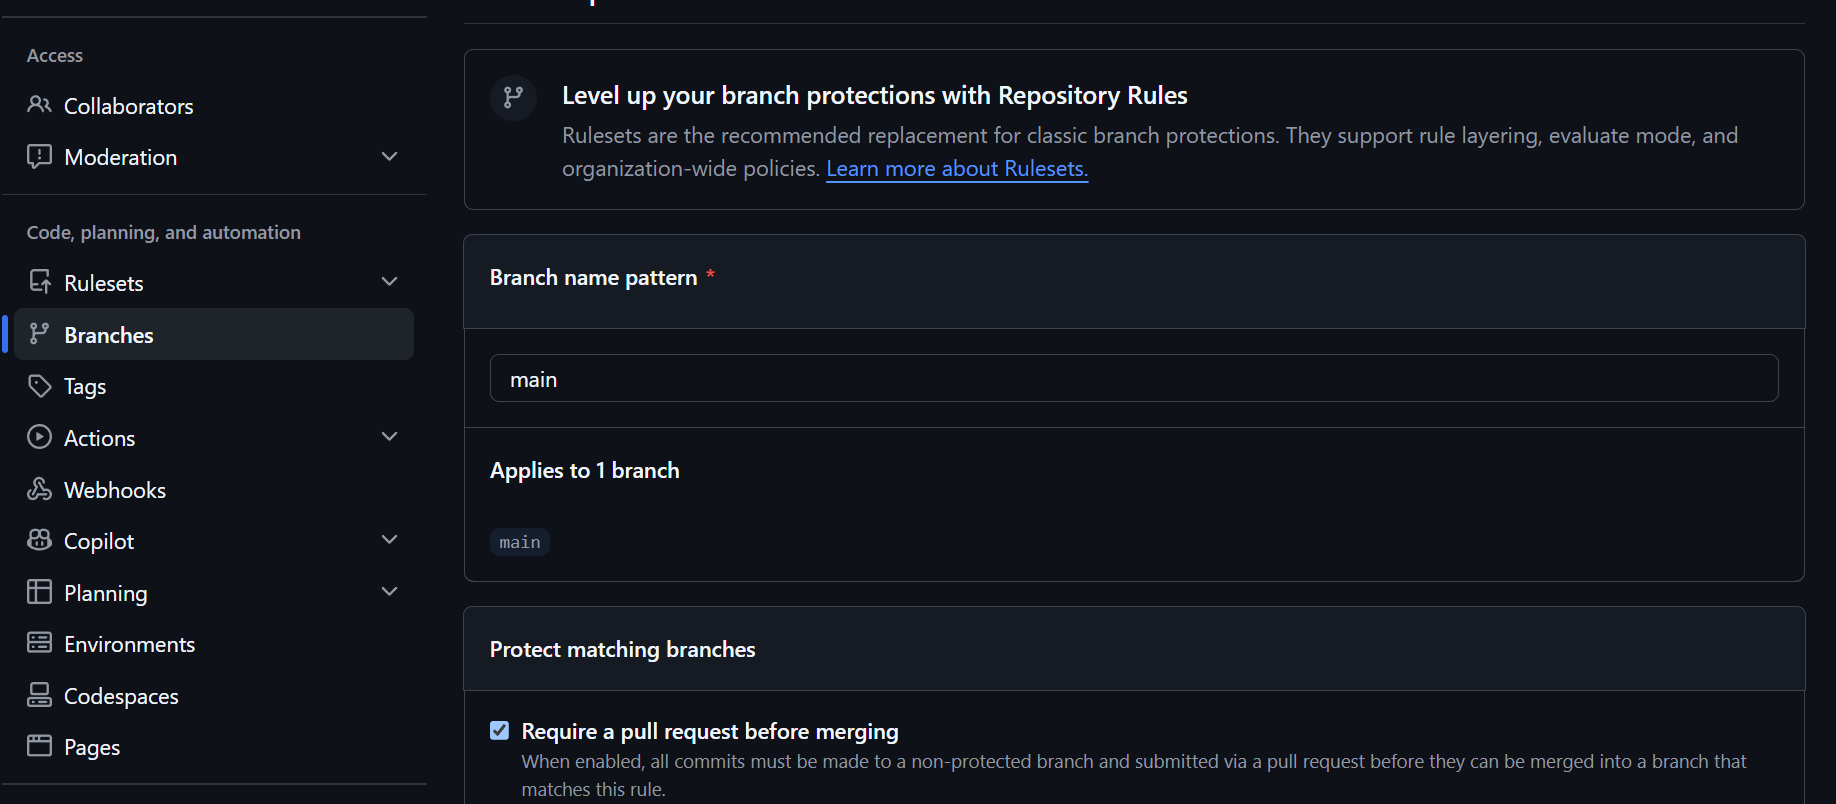 Access
Collaborators
Moderation
Code, planning, and automation
Rulesets
Branches
Tags
Actions
Webhooks
Copilot
Planning
Environments
Codespaces
Pages
Level up your branch protections with Repository Rules
Rulesets are the recommended replacement for classic branch protections. They support rule layering, evaluate mode, and
organization-wide policies. Learn more about Rulesets.
Branch name pattern *
main
Applies to 1 branch
main
Protect matching branches
Require a pull request before merging
When enabled, all commits must be made to a non-protected branch and submitted via a pull request before they can be merged into a branch that
matches this rule.